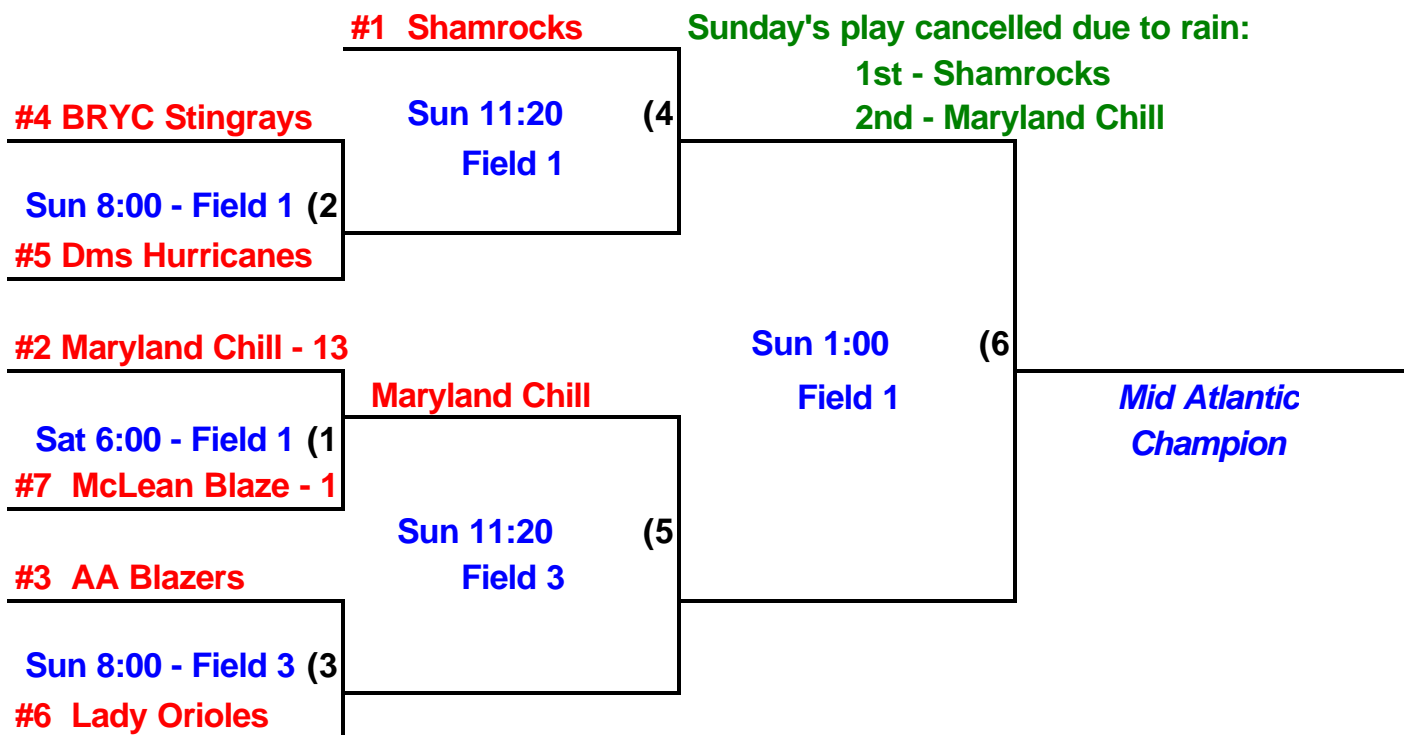 #1 Shamrocks
Sunday's play cancelled due to rain:
1st - Shamrocks
#4 BRYC Stingrays
Sun 11:20 (4
2nd - Maryland Chill
Field 1
Sun 8:00 - Field 1 (2
#5 Dms Hurricanes
#2 Maryland Chill - 13
Sun 1:00 (6
Maryland Chill
Field 1
Mid Atlantic
Champion
Sat 6:00 - Field 1 (1
#7 McLean Blaze - 1
Sun 11:20 (5
Field 3
#3 AA Blazers
Sun 8:00 - Field 3 (3
#6 Lady Orioles